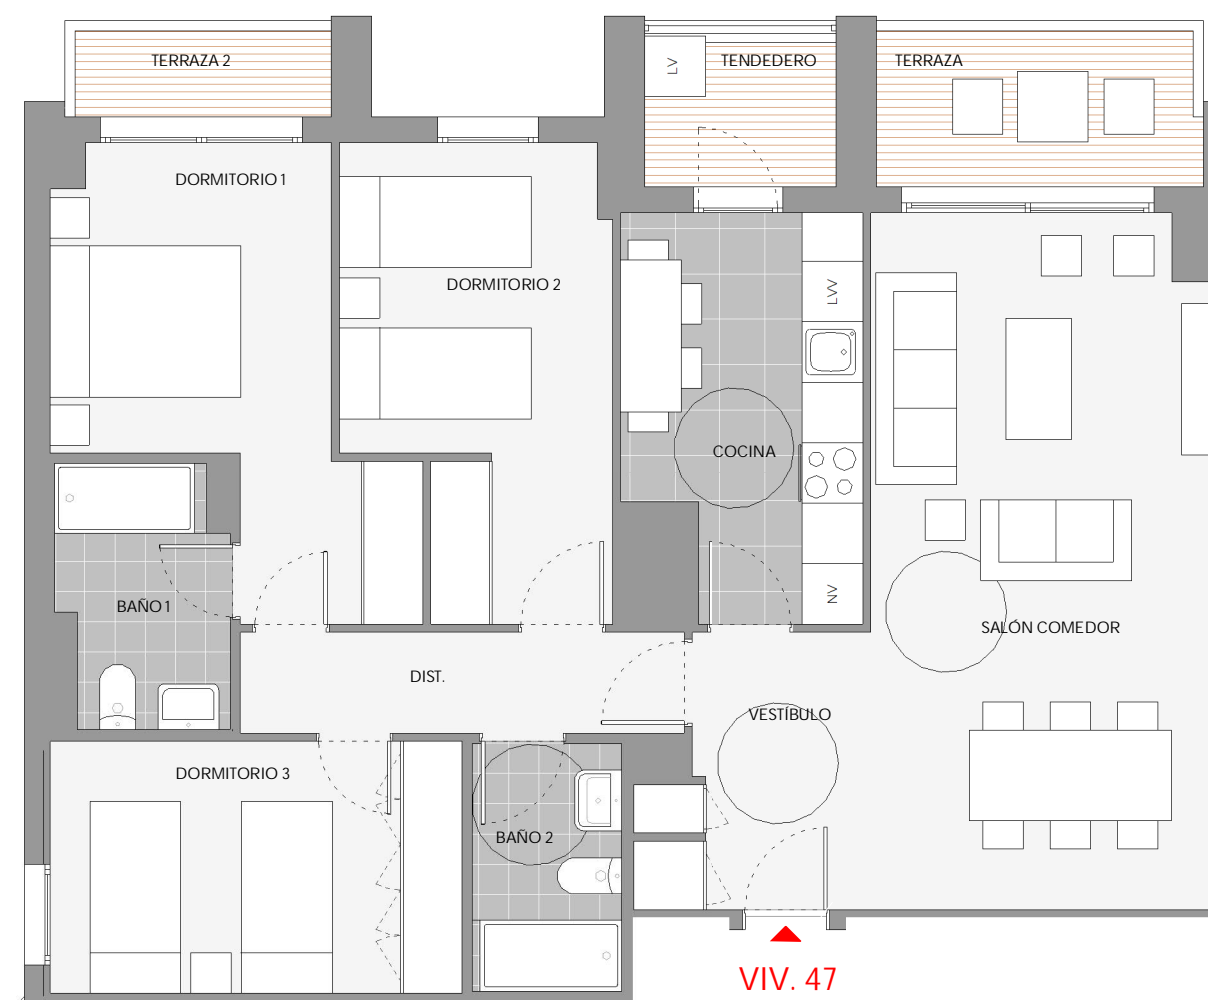 TERRAZA 2
LV
TENDEDERO
TERRAZA
DORMITORIO 1
DORMITORIO 2
LVV
COCINA
NV
BAÑO 1
SALÓN COMEDOR
DIST.
VESTÍBULO
DORMITORIO 3
BAÑO 2
VIV. 47